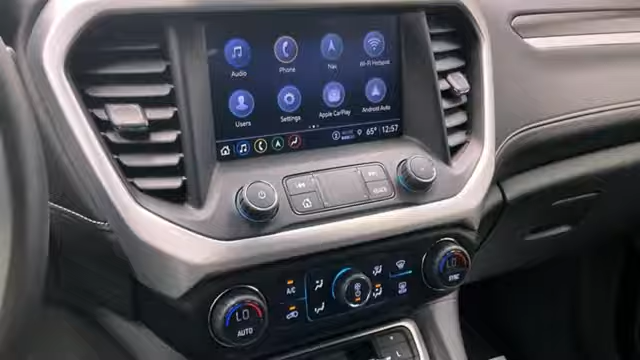 Audio Phone Nav Wi-Fi Hotspot
Users Settings Apple CarPlay Android Auto
65° 12:57
BACK
A/C
LO
AUTO
LO
SYNC